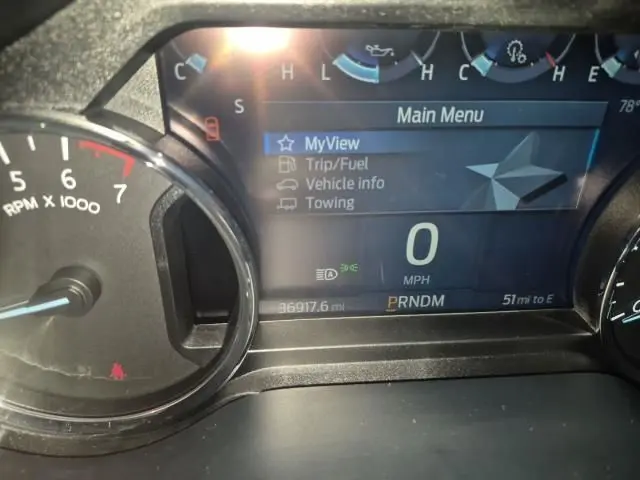 C H L H C H E
S Main Menu 78°
MyView
Trip/Fuel
Vehicle info
Towing
5 6 7
RPM X 1000
0
MPH
36917.6 mi PRNDM 51 mi to E